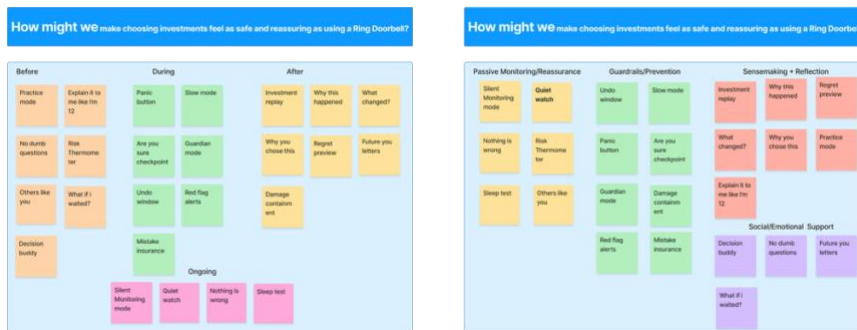 How might we make choosing investments feel as safe and reassuring as using a Ring Doorbell?
Before
During
After
Practice
mode
Explain it to
me like I'm
12
Panic
button
Slow mode
Investment
replay
Why this
happened
What
changed?
No dumb
questions
Risk
Thermome
ter
Are you
sure
checkpoint
Guardian
mode
Why you
chose this
Regret
preview
Future you
letters
Others like
you
What if i
waited?
Undo
window
Red flag
alerts
Damage
containm
ent
Decision
buddy
Mistake
insurance
Ongoing
Silent
Monitoring
mode
Quiet
watch
Nothing is
wrong
Sleep test
How might we make choosing investments feel as safe and reassuring as using a Ring Doorbe
Passive Monitoring/Reassurance
Guardrails/Prevention
Sensemaking + Reflection
Silent
Monitoring
mode
Quiet
watch
Undo
window
Slow mode
Investment
replay
Why this
happened
Regret
preview
Nothing is
wrong
Risk
Thermome
ter
Panic
button
Are you
sure
checkpoint
What
changed?
Why you
chose this
Practice
mode
Sleep test
Others like
you
Guardian
mode
Damage
containm
ent
Explain it to
me like I'm
12
Red flag
alerts
Mistake
insurance
Social/Emotional Support
Decision
buddy
No dumb
questions
Future you
letters
What if i
waited?